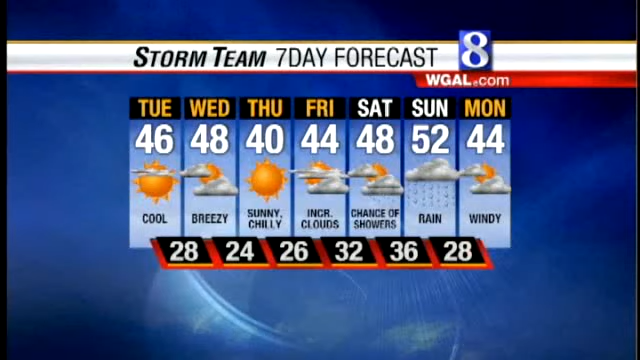 STORM TEAM 7DAY FORECAST 8
WGAL.com
TUE WED THU FRI SAT SUN MON
46 48 40 44 48 52 44
COOL BREEZY SUNNY, CHILLY INCR. CLOUDS CHANCE OF SHOWERS RAIN WINDY
28 24 26 32 36 28